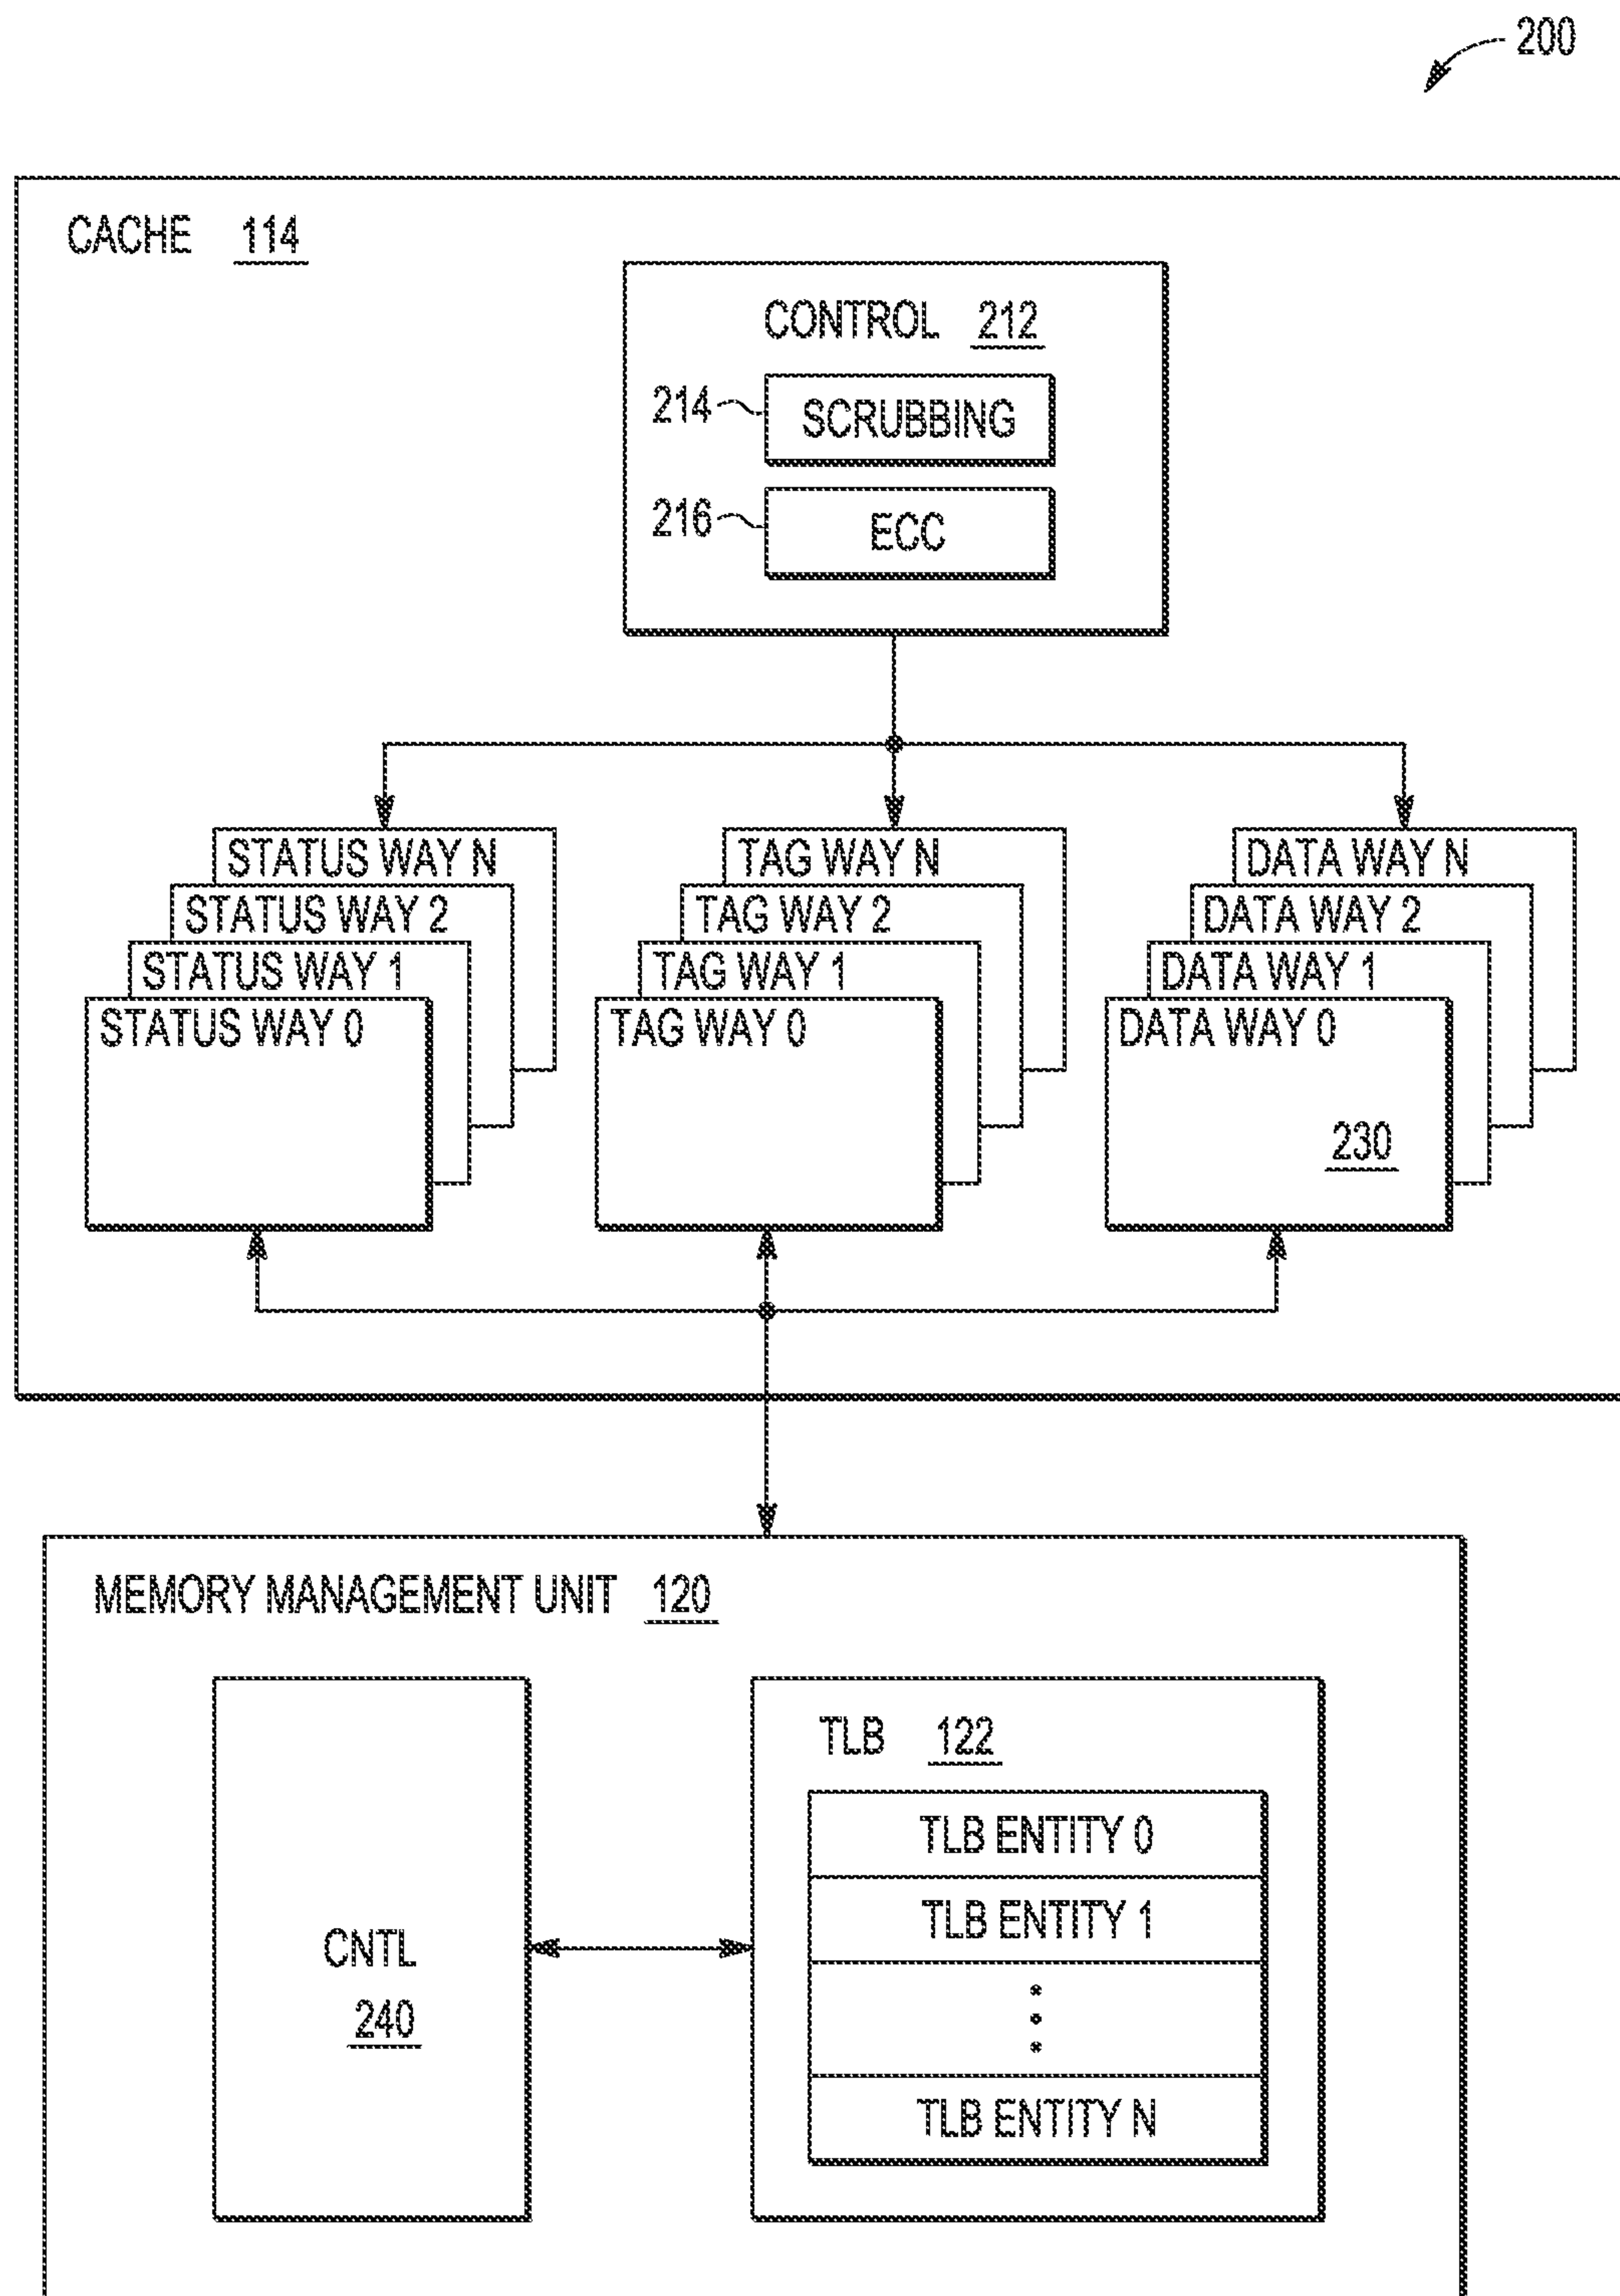 200
CACHE 114
CONTROL 212
214 SCRUBBING
216 ECC
STATUS WAY N
STATUS WAY 2
STATUS WAY 1
STATUS WAY 0
TAG WAY N
TAG WAY 2
TAG WAY 1
TAG WAY 0
DATA WAY N
DATA WAY 2
DATA WAY 1
DATA WAY 0
230
MEMORY MANAGEMENT UNIT 120
CNTL
240
TLB 122
TLB ENTITY 0
TLB ENTITY 1
TLB ENTITY N